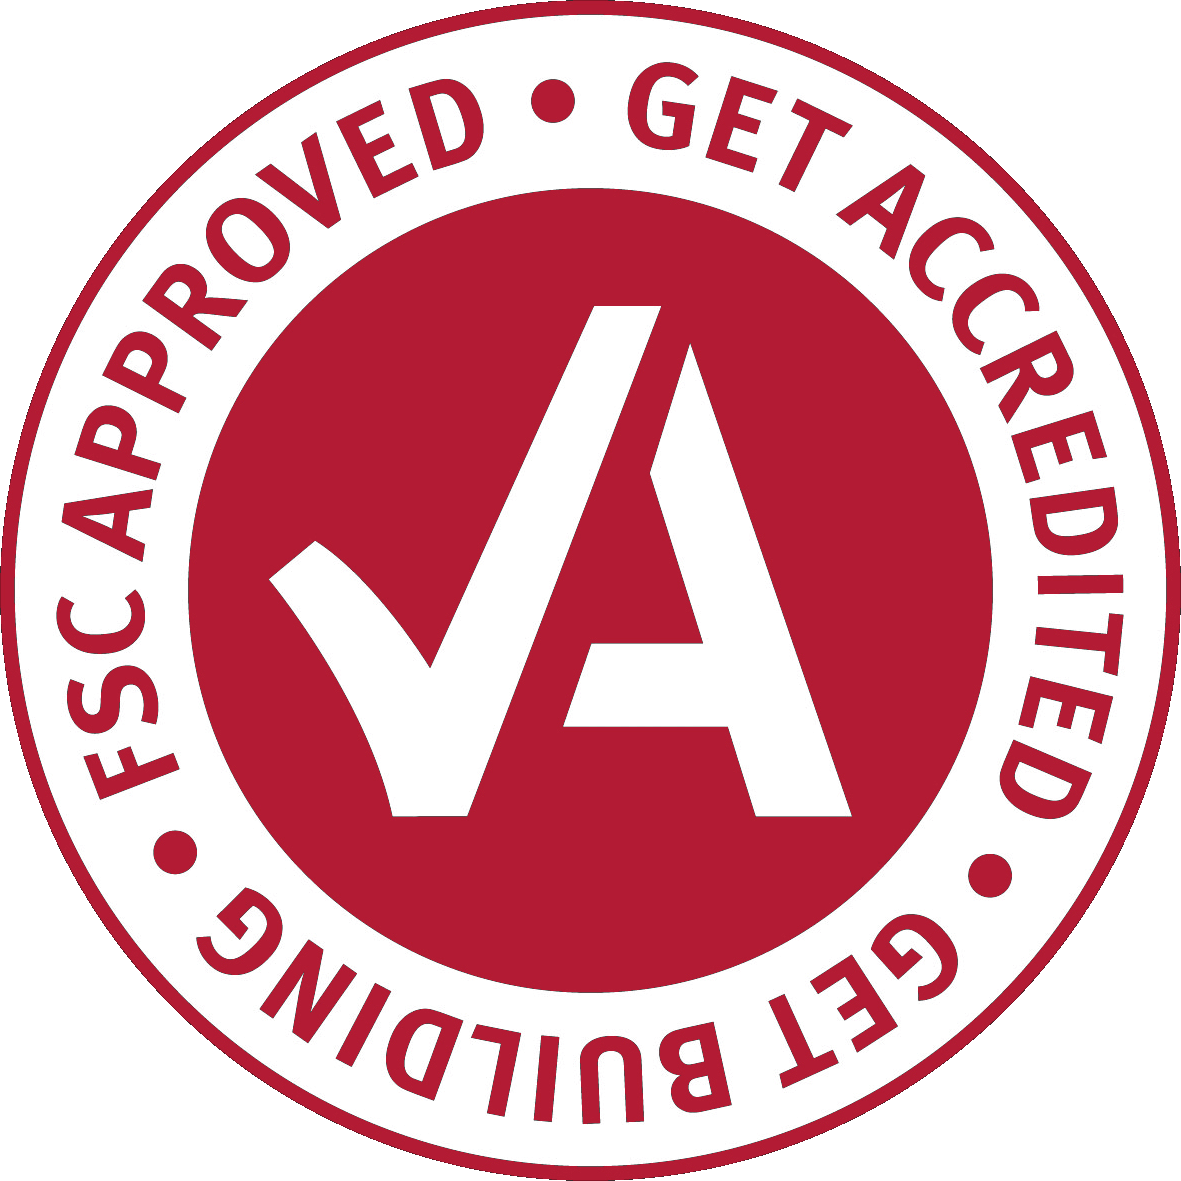 FSC APPROVED • GET ACCREDITED • GET BUILDING •